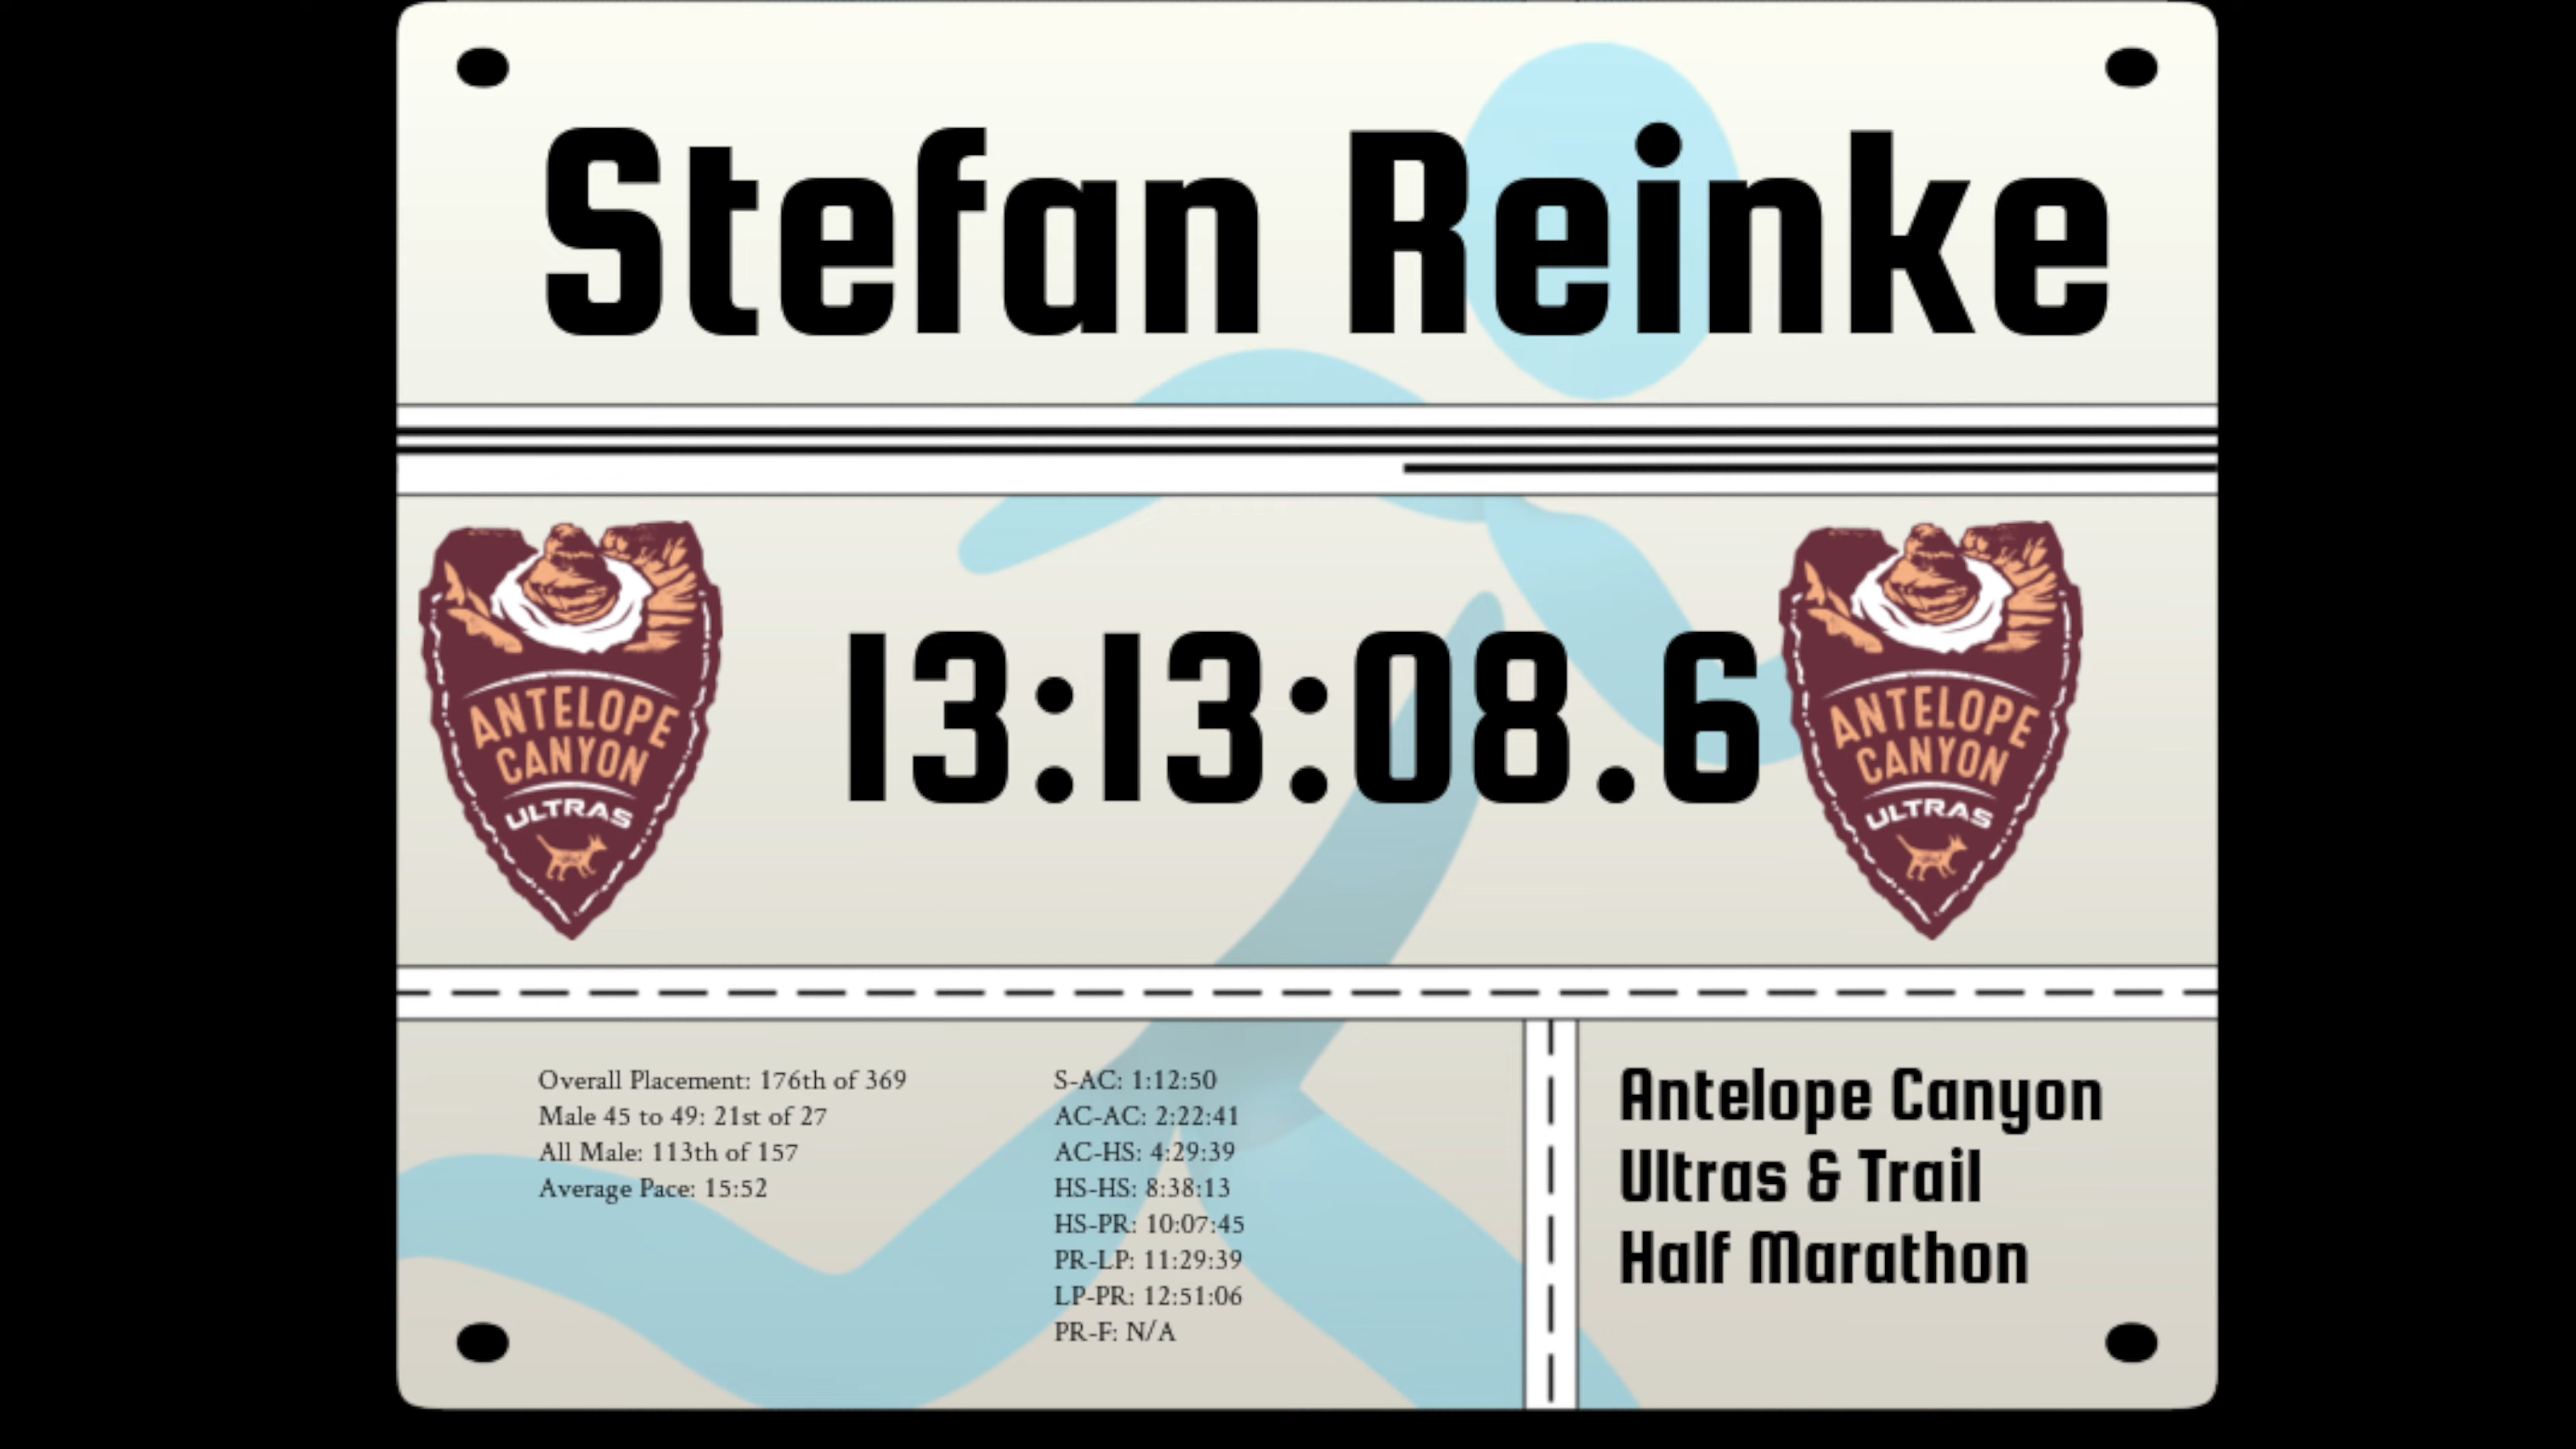 Stefan Reinke
ANTELOPE
CANYON
ULTRAS
13:13:08.6
ANTELOPE
CANYON
ULTRAS
Overall Placement: 176th of 369
Male 45 to 49: 21st of 27
All Male: 113th of 157
Average Pace: 15:52
S-AC: 1:12:50
AC-AC: 2:22:41
AC-HS: 4:29:39
HS-HS: 8:38:13
HS-PR: 10:07:45
PR-LP: 11:29:39
LP-PR: 12:51:06
PR-F: N/A
Antelope Canyon
Ultras & Trail
Half Marathon